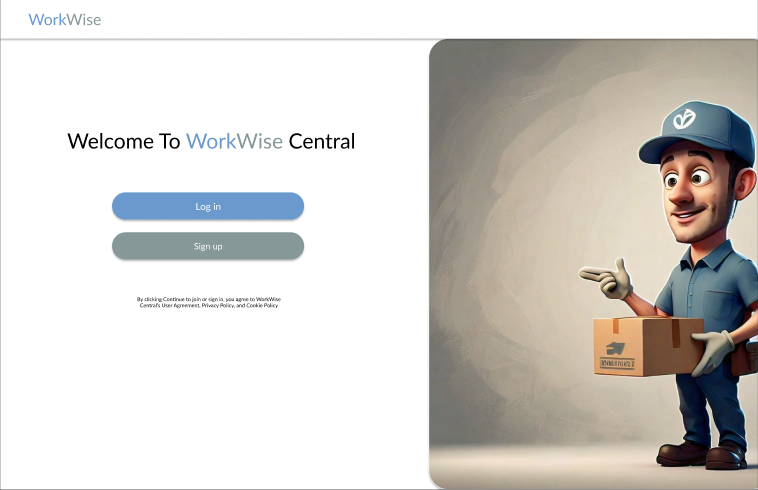 WorkWise
Welcome To WorkWise Central
Log in
Sign up
By clicking Continue to join or sign in, you agree to WorkWise
Central's User Agreement, Privacy Policy, and Cookie Policy